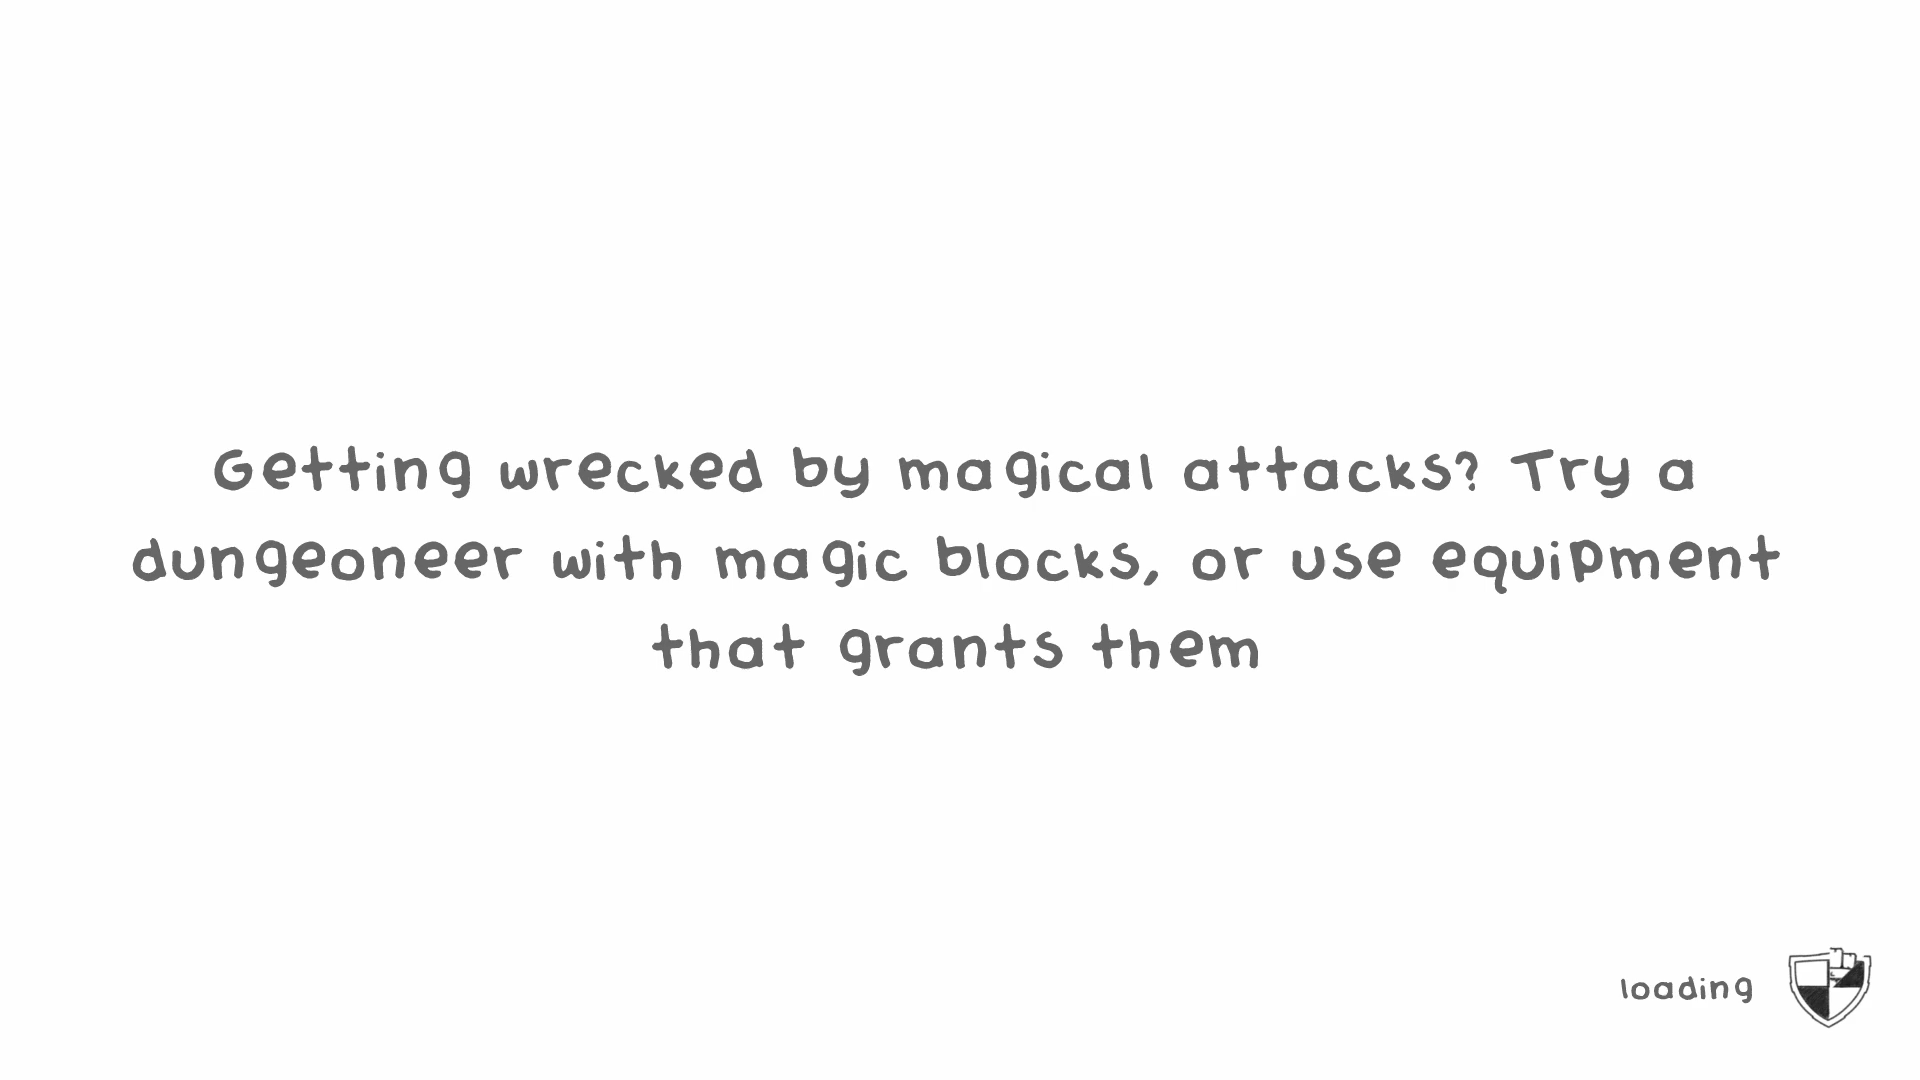 Getting wrecked by magical attacks? Try a
dungeoneer with magic blocks, or use equipment
that grants them
loading